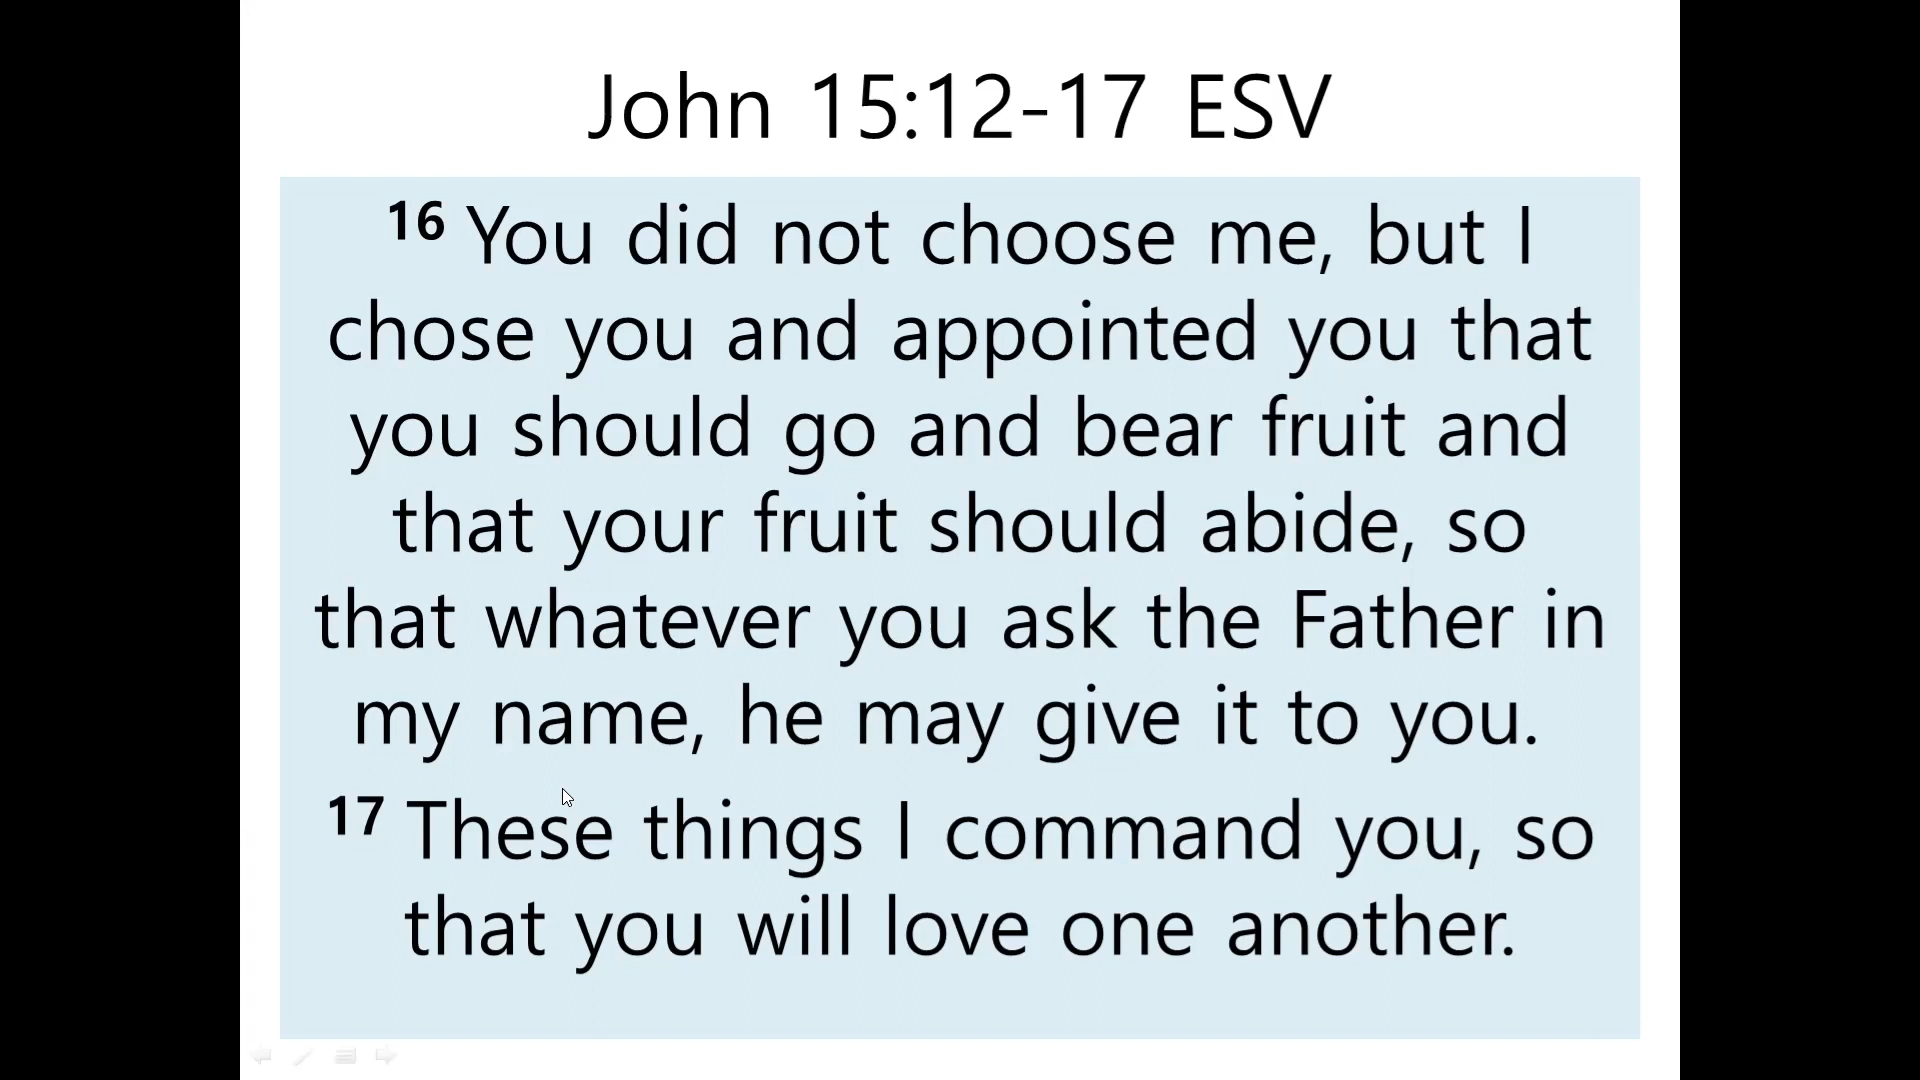 John 15:12-17 ESV
16 You did not choose me, but I
chose you and appointed you that
you should go and bear fruit and
that your fruit should abide, so
that whatever you ask the Father in
my name, he may give it to you.
17 These things I command you, so
that you will love one another.